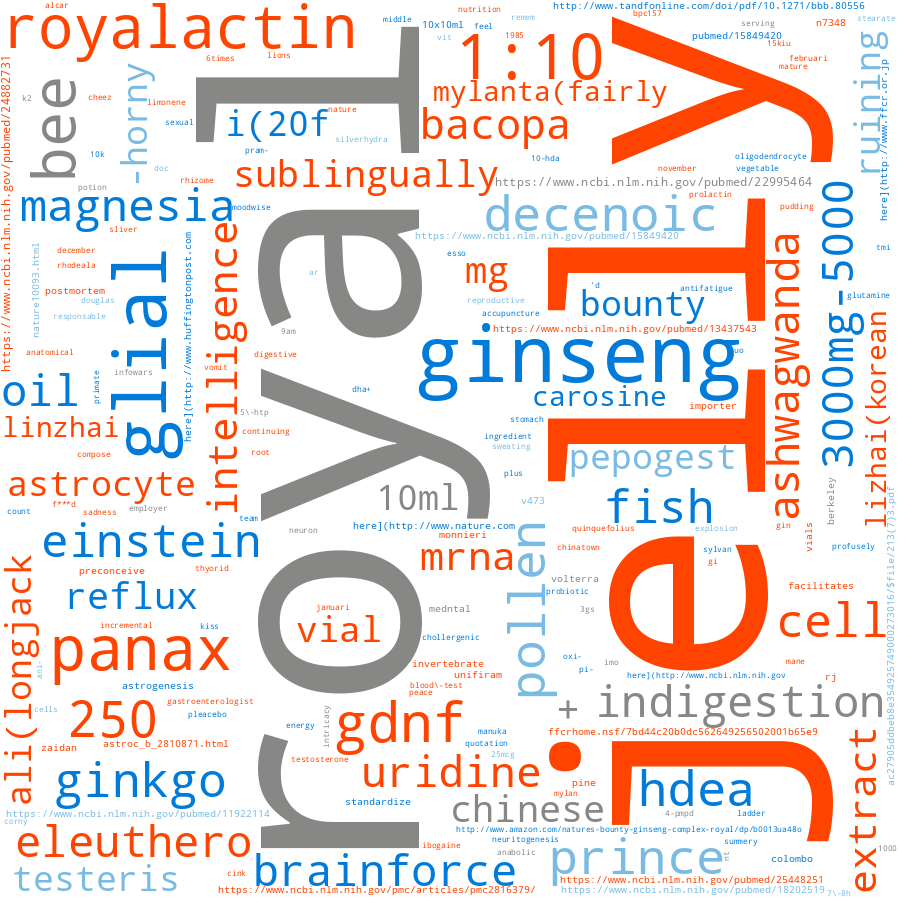 alcar
royalactin
6times
lions
middle
10x10ml
vit
nutrition
feel
1985
remem
bpc157
http://www.tandfonline.com/doi/pdf/10.1271/bbb.80556
serving
n7348
stearate
pubmed/15849420
15kiu
februari
mature
1:10
y
ruining
https://www.ncbi.nlm.nih.gov/pubmed/24882731
k2
bee
cheez
-horny
limonene
sexual
nature
mylanta(fairly
i(20f
silverhydra
bacopa
10k
doc
pram-
10-hda
oligodendrocyte
vegetable
here](http://www.ffcr.or.jp
rhizome
potion
sublingually
november
https://www.ncbi.nlm.nih.gov/pubmed/22995464
prolactin
magnesia
moodwise
decenoic
pudding
sliver
https://www.ncbi.nlm.nih.gov/pubmed/15849420
december
rhodeala
nature10093.html
postmortem
douglas
responsable
glial
here](http://www.huffingtonpost.com
intelligence
ar
esso
mg
reproductive
accupuncture
'd
bounty
antifatigue
tmi
glutamine
3000mg-5000
ashwagwanda
9am
https://www.ncbi.nlm.nih.gov/pubmed/13437543
anatomical
infowars
vomit
digestive
ginseng
uo
oil
primate
dha+
carosine
importer
lizhai(korean
linzhai
5\-htp
continuing
stomach
ingredient
sweating
compose
root
pepogest
astrocyte
10ml
plus
v473
fish
berkeley
count
f***d
sadness
employer
team
here](http://www.nature.com
quinquefolius
explosion
gin
vials
einstein
neuron
monnieri
mrna
chinatown
sylvan
gi
profusely
preconceive
thyorid
pollen
volterra
probiotic
facilitates
reflux
januari
medntal
3gs
ali(longjack
incremental
kiss
vial
chollergenic
cell
panax
invertebrate
unifiram
oxi-
pi-
imo
mane
ani-
blood\-test
peace
here](http://www.ncbi.nlm.nih.gov
rj
astrogenesis
gastroenterologist
pleacebo
+
indigestion
cells
250
energy
intricacy
gdnf
manuka
quotation
ffcrhome.nsf/7bd44c20b0dc562649256502001b65e9
zaidan
astroc_b_2810871.html
testosterone
25mcg
ginkgo
uridine
pine
mylan
hdea
standardize
chinese
4-pmpd
ladder
https://www.ncbi.nlm.nih.gov/pubmed/11922114
corny
http://www.amazon.com/natures-bounty-ginseng-complex-royal/dp/b0013ua48o
eleuthero
ibogaine
neuritogenesis
summery
1000
anabolic
prince
nt
colombo
extract
testeris
cink
brainforce
https://www.ncbi.nlm.nih.gov/pubmed/25448251
https://www.ncbi.nlm.nih.gov/pmc/articles/pmc2816379/
https://www.ncbi.nlm.nih.gov/pubmed/18202519
7\-8h
royal
jell